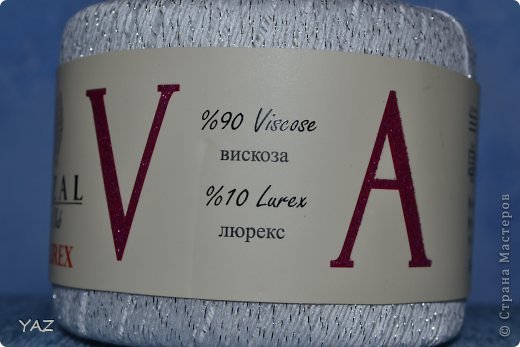 V
%90 Viscose
вискоза
%10 Lurex
люрекс
A
YAZ
© Страна Мастеров